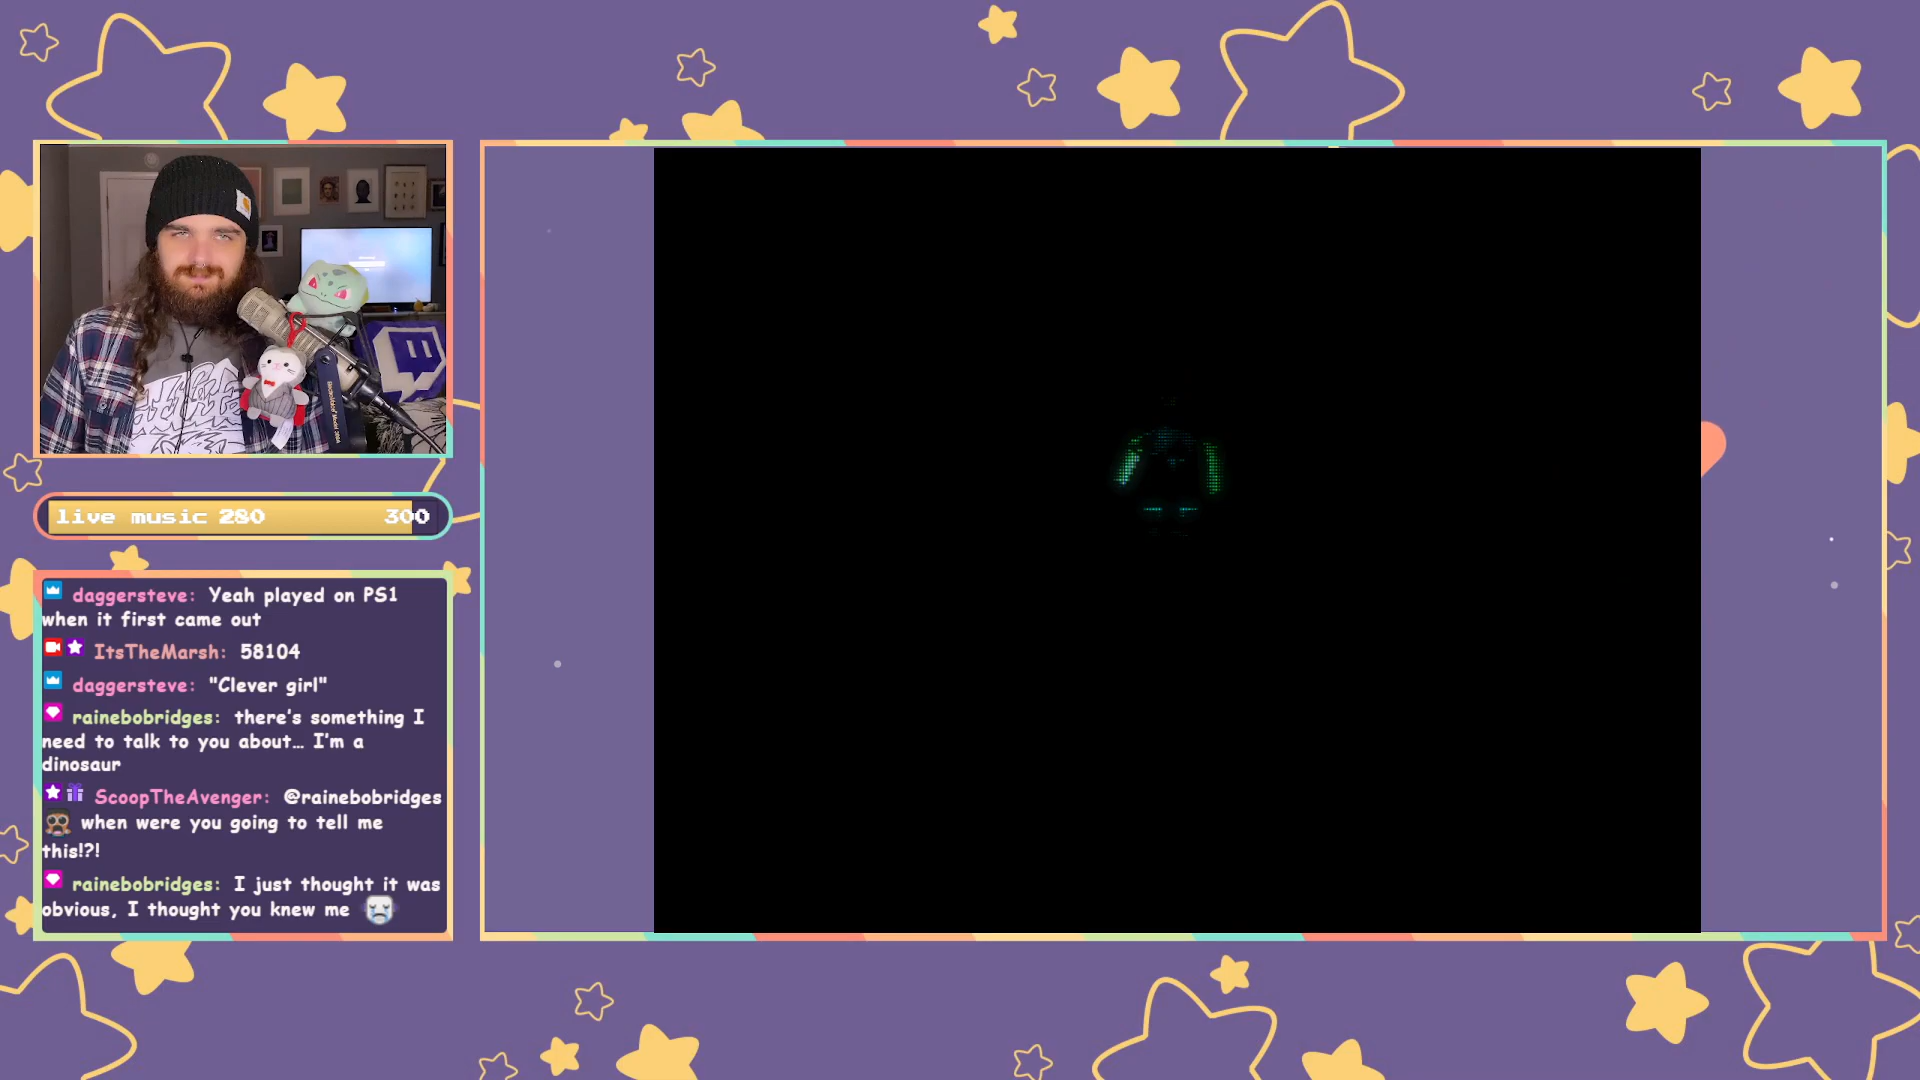 live music 280 300
daggersteve: Yeah played on PS1
when it first came out
ItsTheMarsh: 58104
daggersteve: "Clever girl"
rainebobridges: there's something I
need to talk to you about... I'm a
dinosaur
ScoopTheAvenger: @rainebobridges
when were you going to tell me
this!?!
rainebobridges: I just thought it was
obvious, I thought you knew me